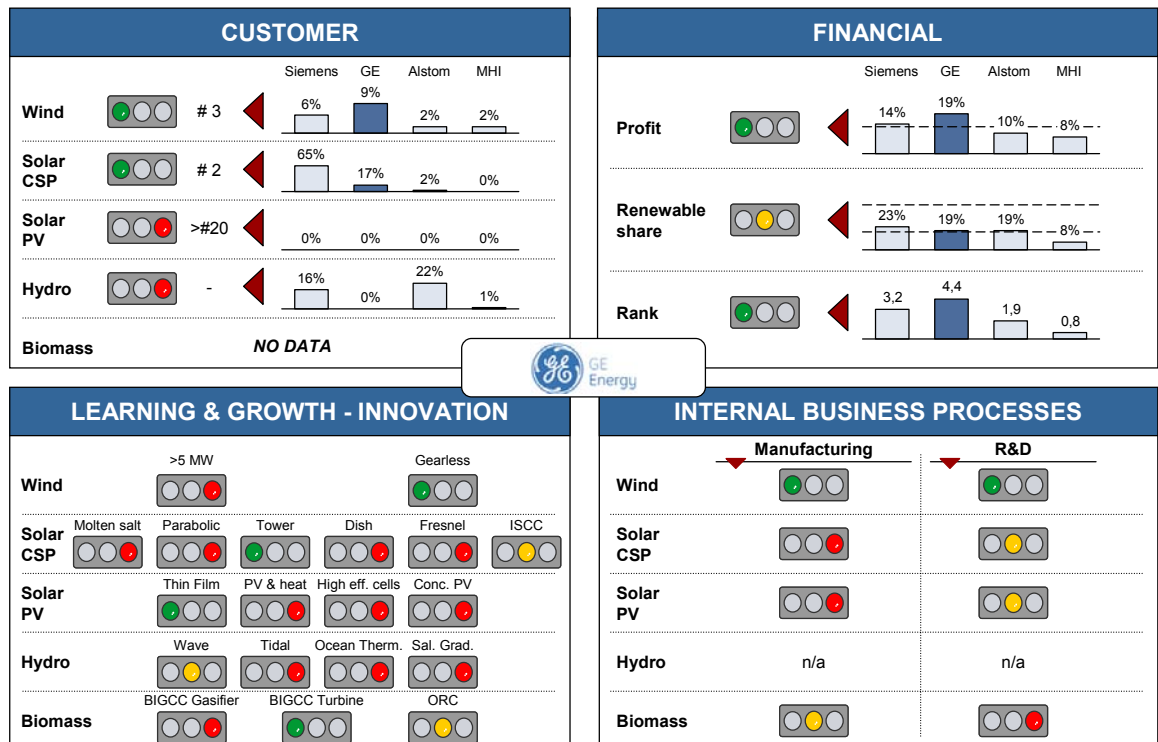 CUSTOMER
Siemens GE Alstom MHI
Wind # 3 6% 9% 2% 2%
Solar CSP # 2 65% 17% 2% 0%
Solar PV >#20 0% 0% 0% 0%
Hydro - 16% 0% 22% 1%
Biomass NO DATA
FINANCIAL
Siemens GE Alstom MHI
Profit 14% 19% 10% 8%
Renewable share 23% 19% 19% 8%
Rank 3,2 4,4 1,9 0,8
GE
Energy
LEARNING & GROWTH - INNOVATION
>5 MW Gearless
Wind
Molten salt Parabolic Tower Dish Fresnel ISCC
Solar
CSP
Thin Film PV & heat High eff. cells Conc. PV
Solar
PV
Wave Tidal Ocean Therm. Sal. Grad.
Hydro
BIGCC Gasifier BIGCC Turbine ORC
Biomass
INTERNAL BUSINESS PROCESSES
Manufacturing R&D
Wind
Solar
CSP
Solar
PV
Hydro n/a n/a
Biomass